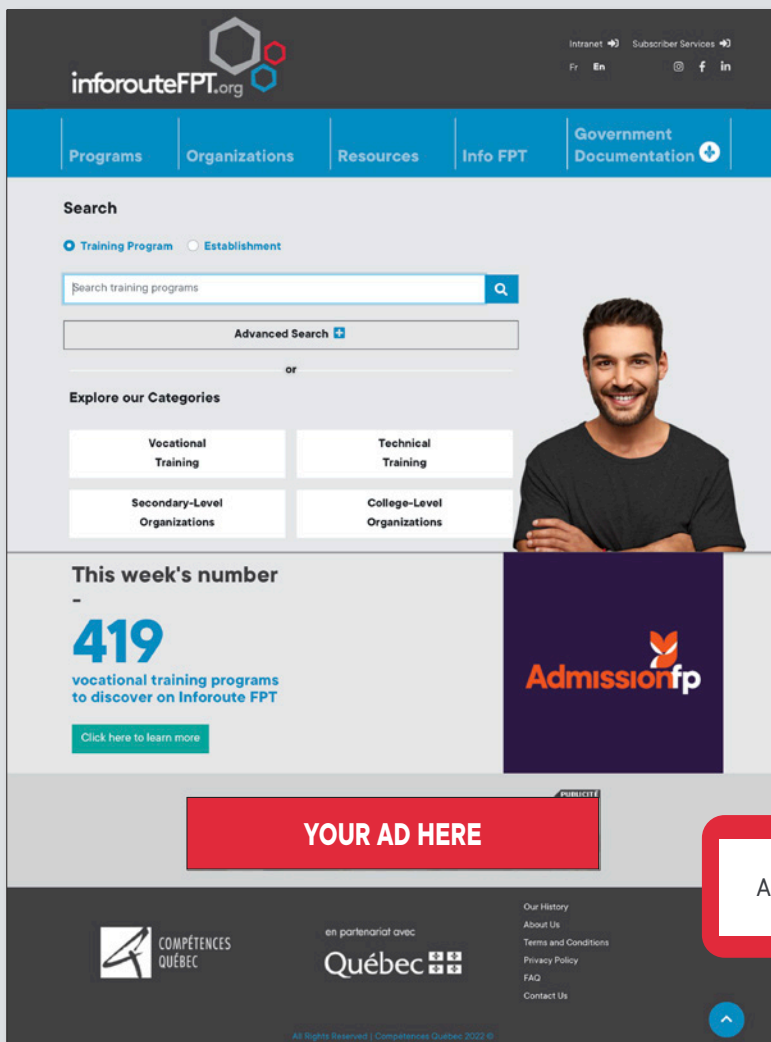 inforouteFPT.org
Intranet Subscriber Services
Fr En
Programs
Organizations
Resources
Info FPT
Government
Documentation
Search
Training Program Establishment
Search training programs
Advanced Search
or
Explore our Categories
Vocational
Training
Technical
Training
Secondary-Level
Organizations
College-Level
Organizations
This week's number
-
419
vocational training programs
to discover on Inforoute FPT
Click here to learn more
Admissionfp
PUBLICITÉ
YOUR AD HERE
A
COMPÉTENCES
QUÉBEC
en partenariat avec
Québec
Our History
About Us
Terms and Conditions
Privacy Policy
FAQ
Contact Us
All Rights Reserved | Compétences Québec 2022 ©